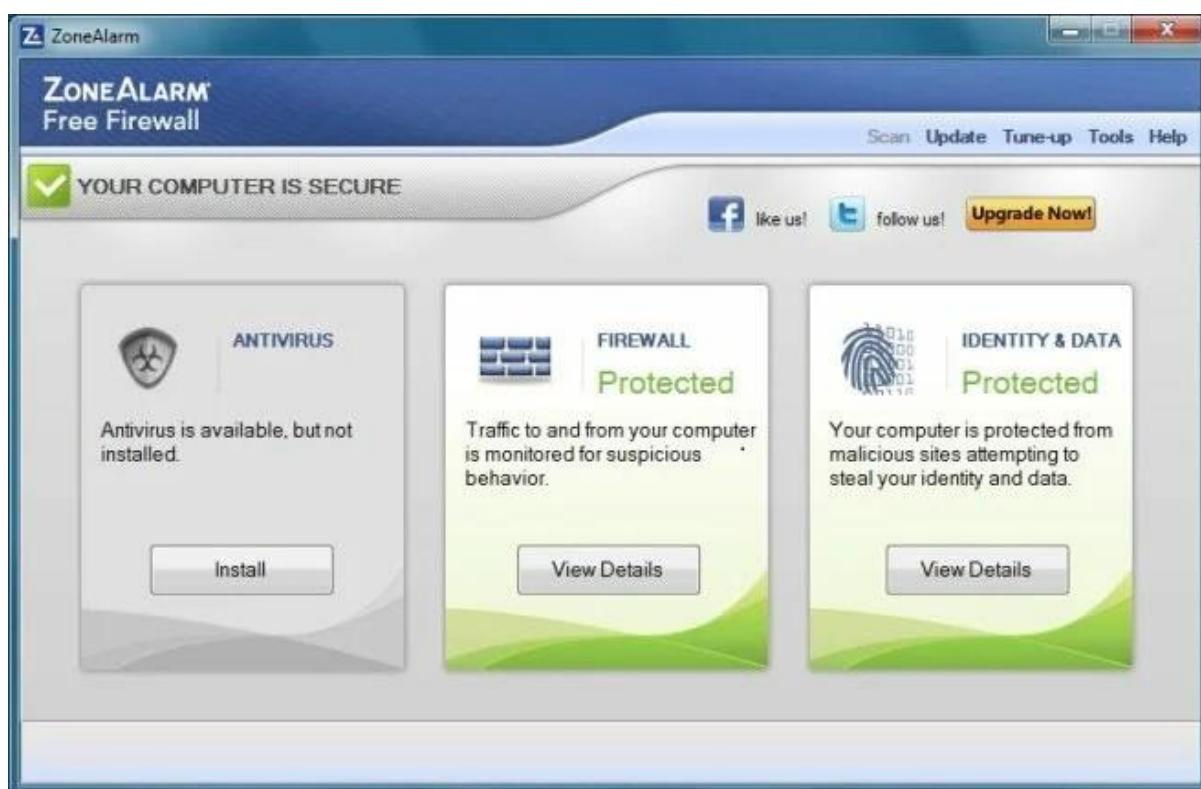 ZoneAlarm
ZONEALARM
Free Firewall
Scan Update Tune-up Tools Help
YOUR COMPUTER IS SECURE
like us! follow us! Upgrade Now!
ANTIVIRUS
Antivirus is available, but not
installed.
Install
FIREWALL
Protected
Traffic to and from your computer
is monitored for suspicious
behavior.
View Details
IDENTITY & DATA
Protected
Your computer is protected from
malicious sites attempting to
steal your identity and data.
View Details